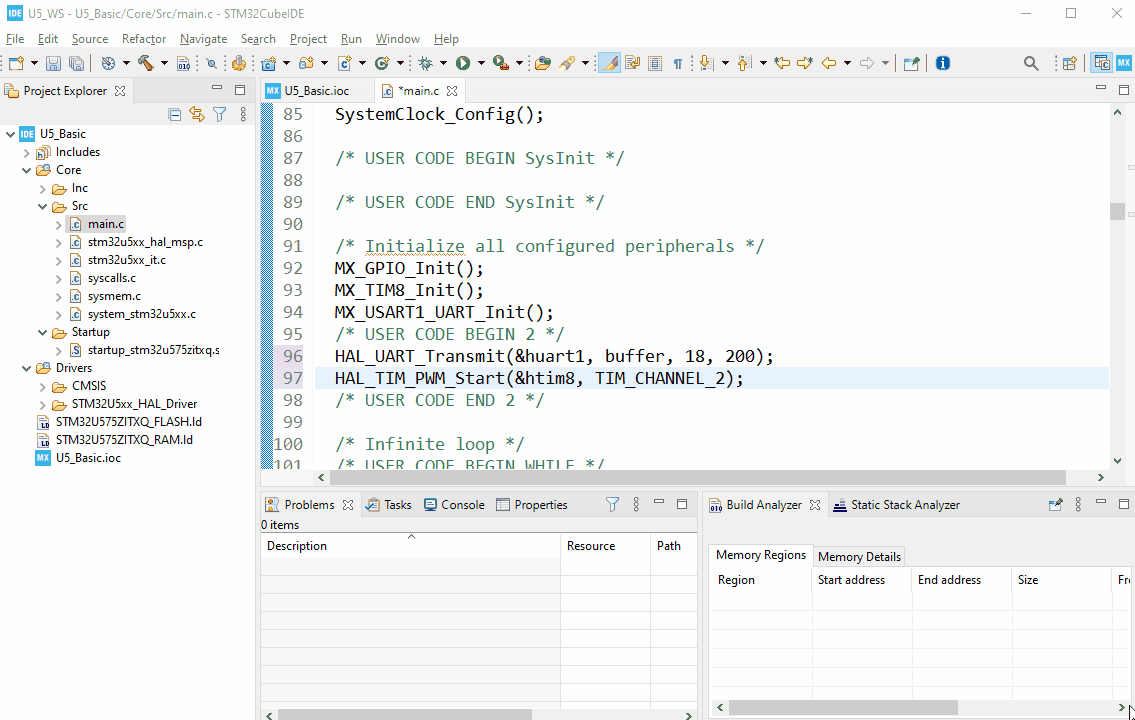 U5_WS - U5_Basic/Core/Src/main.c - STM32CubeIDE
File Edit Source Refactor Navigate Search Project Run Window Help
Project Explorer
U5_Basic
Includes
Core
Inc
Src
main.c
stm32u5xx_hal_msp.c
stm32u5xx_it.c
syscalls.c
sysmem.c
system_stm32u5xx.c
Startup
startup_stm32u575zitxq.s
Drivers
CMSIS
STM32U5xx_HAL_Driver
STM32U575ZITXQ_FLASH.ld
STM32U575ZITXQ_RAM.ld
U5_Basic.ioc
U5_Basic.ioc *main.c
85 SystemClock_Config();
86
87 /* USER CODE BEGIN SysInit */
88
89 /* USER CODE END SysInit */
90
91 /* Initialize all configured peripherals */
92 MX_GPIO_Init();
93 MX_TIM8_Init();
94 MX_USART1_UART_Init();
95 /* USER CODE BEGIN 2 */
96 HAL_UART_Transmit(&huart1, buffer, 18, 200);
97 HAL_TIM_PWM_Start(&htim8, TIM_CHANNEL_2);
98 /* USER CODE END 2 */
99
100 /* Infinite loop */
101 /* USER CODE BEGIN WHILE */
Problems Tasks Console Properties
0 items
Description Resource Path
Build Analyzer Static Stack Analyzer
Memory Regions Memory Details
Region Start address End address Size Fr